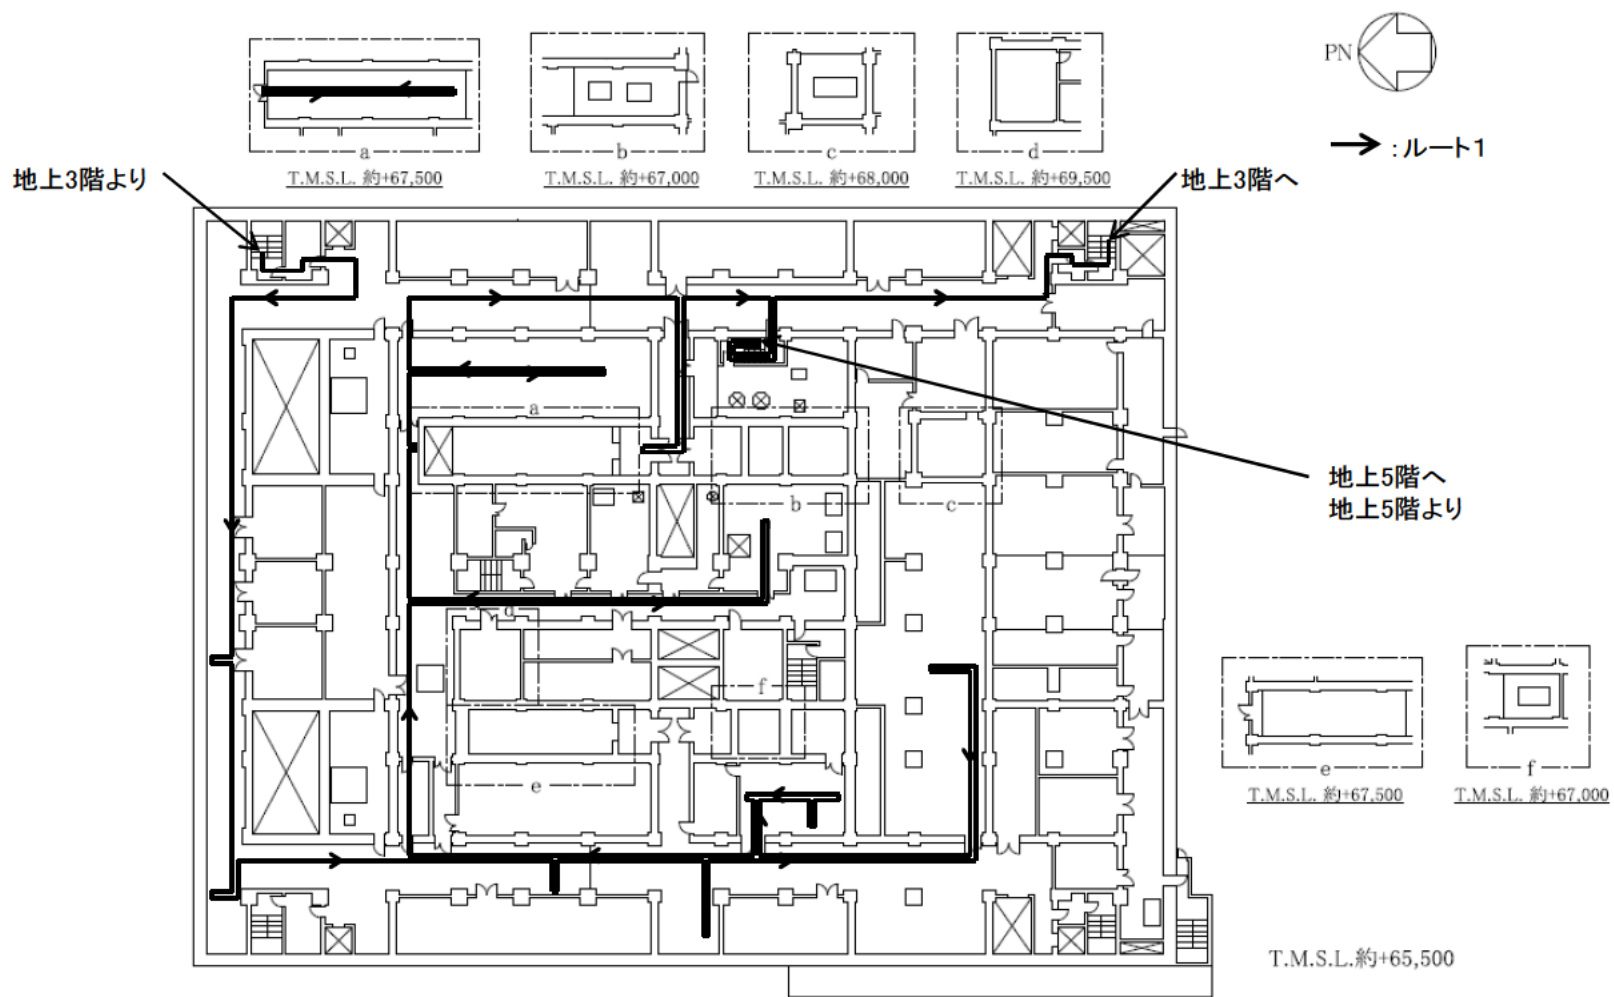 PN
→ : ルート1
a
b
c
d
T.M.S.L. 約+67,500
T.M.S.L. 約+67,000
T.M.S.L. 約+68,000
T.M.S.L. 約+69,500
地上3階より
地上3階へ
a
b
c
地上5階へ
地上5階より
d
f
e
e
f
T.M.S.L. 約+67,500
T.M.S.L. 約+67,000
T.M.S.L.約+65,500